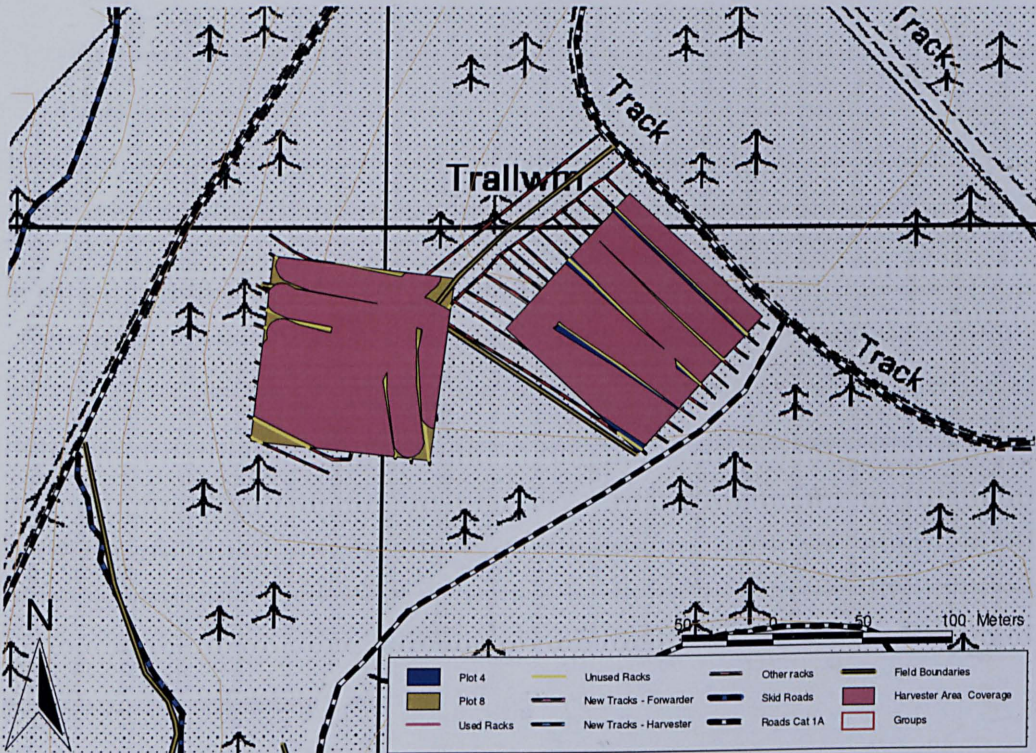 Track
Track
Trallwm
Track
N
50
0
50
100 Meters
Plot 4
Unused Racks
Other racks
Field Boundaries
Plot 8
New Tracks - Forwarder
Skid Roads
Harvester Area Coverage
Used Racks
New Tracks - Harvester
Roads Cat 1A
Groups